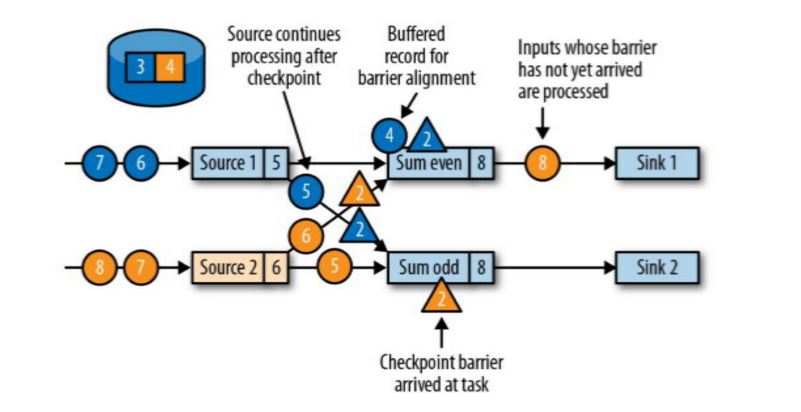 Source continues
processing after
checkpoint
Buffered
record for
barrier alignment
Inputs whose barrier
has not yet arrived
are processed
3 4
4 2
7 6 Source 1 5 Sum even 8 8 Sink 1
5 2
6 2
8 7 Source 2 6 5 Sum odd 8 Sink 2
2
Checkpoint barrier
arrived at task